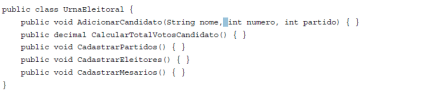 public class UrnaEleitoral {
    public void AdicionarCandidato(String nome, int numero, int partido) { }
    public decimal CalcularTotalVotosCandidato() { }
    public void CadastrarPartidos() { }
    public void CadastrarEleitores() { }
    public void CadastrarMesarios() { }
}